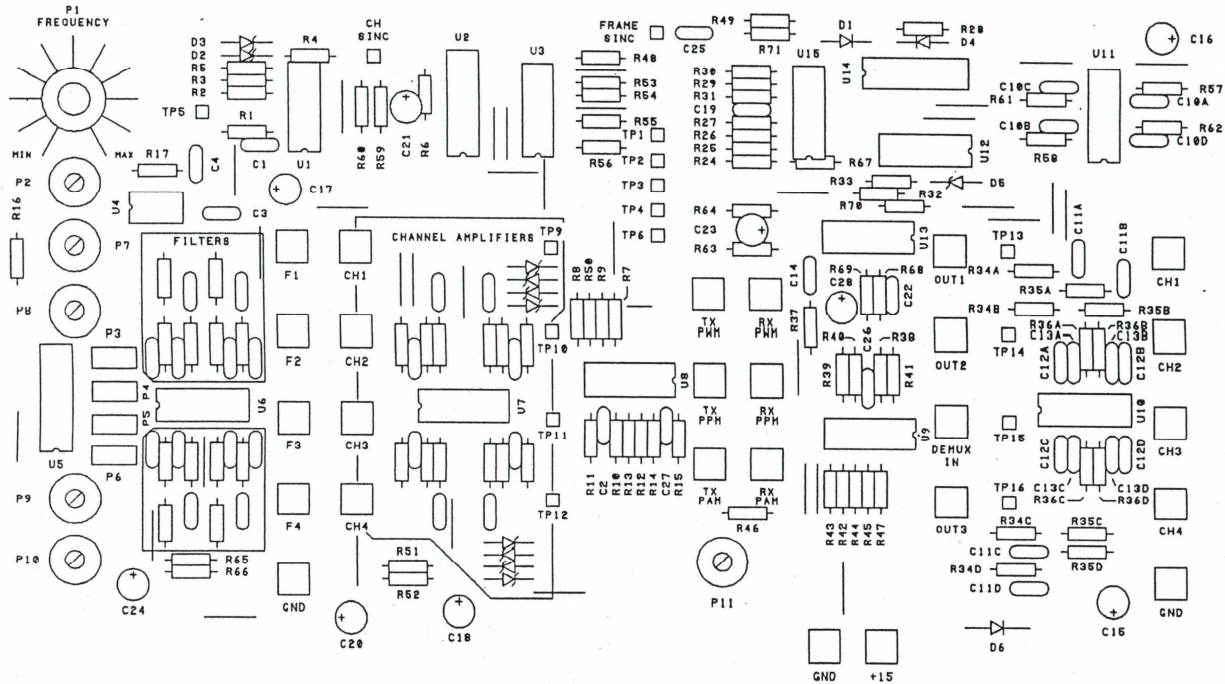 P1
FREQUENCY
D3
D2
R5
R3
R2
TP5
R4
R1
C1
U1
CH
SINC
R60
R59
C21
R6
U2
U3
R48
R53
R54
R55
R56
FRAME
SINC
C25
R49
R71
R30
R29
R31
C19
R27
R26
R25
R24
U15
D1
R28
D4
U14
U12
R67
U11
C16
C10C
R61
C10B
R58
R57
C10A
R62
C10D
MIN
MAX
R17
C4
C17
C3
P2
U4
R16
P7
P8
TP1
TP2
TP3
TP4
TP6
R33
R70
R32
D5
R64
C23
R63
U13
FILTERS
F1
F2
F3
F4
GND
CHANNEL AMPLIFIERS
CH1
CH2
CH3
CH4
TP9
TP10
TP11
TP12
R8
R50
R9
R7
TX
PWM
RX
PWM
C14
R37
R69
R68
C28
C22
R40
C26
R38
R39
R41
OUT1
OUT2
DEMUX
IN
OUT3
TP13
R34A
C11A
C11B
R35A
R34B
R35B
TP14
R36A
C13A
R36B
C13B
C12A
C12B
U10
CH1
CH2
CH3
CH4
GND
P3
P4
P5
P6
U6
U5
U7
U8
TX
PPM
RX
PPM
U9
TP15
C12C
C13C
R36C
C12D
C13D
R36D
TP16
R11
C2
R10
R13
R12
R14
C27
R15
TX
PAM
RX
PAM
R46
R43
R42
R44
R45
R47
R34C
R35C
C11C
R34D
R35D
C11D
P9
P10
R65
R66
C24
R51
R52
C20
C18
P11
GND
+15
D6
C15